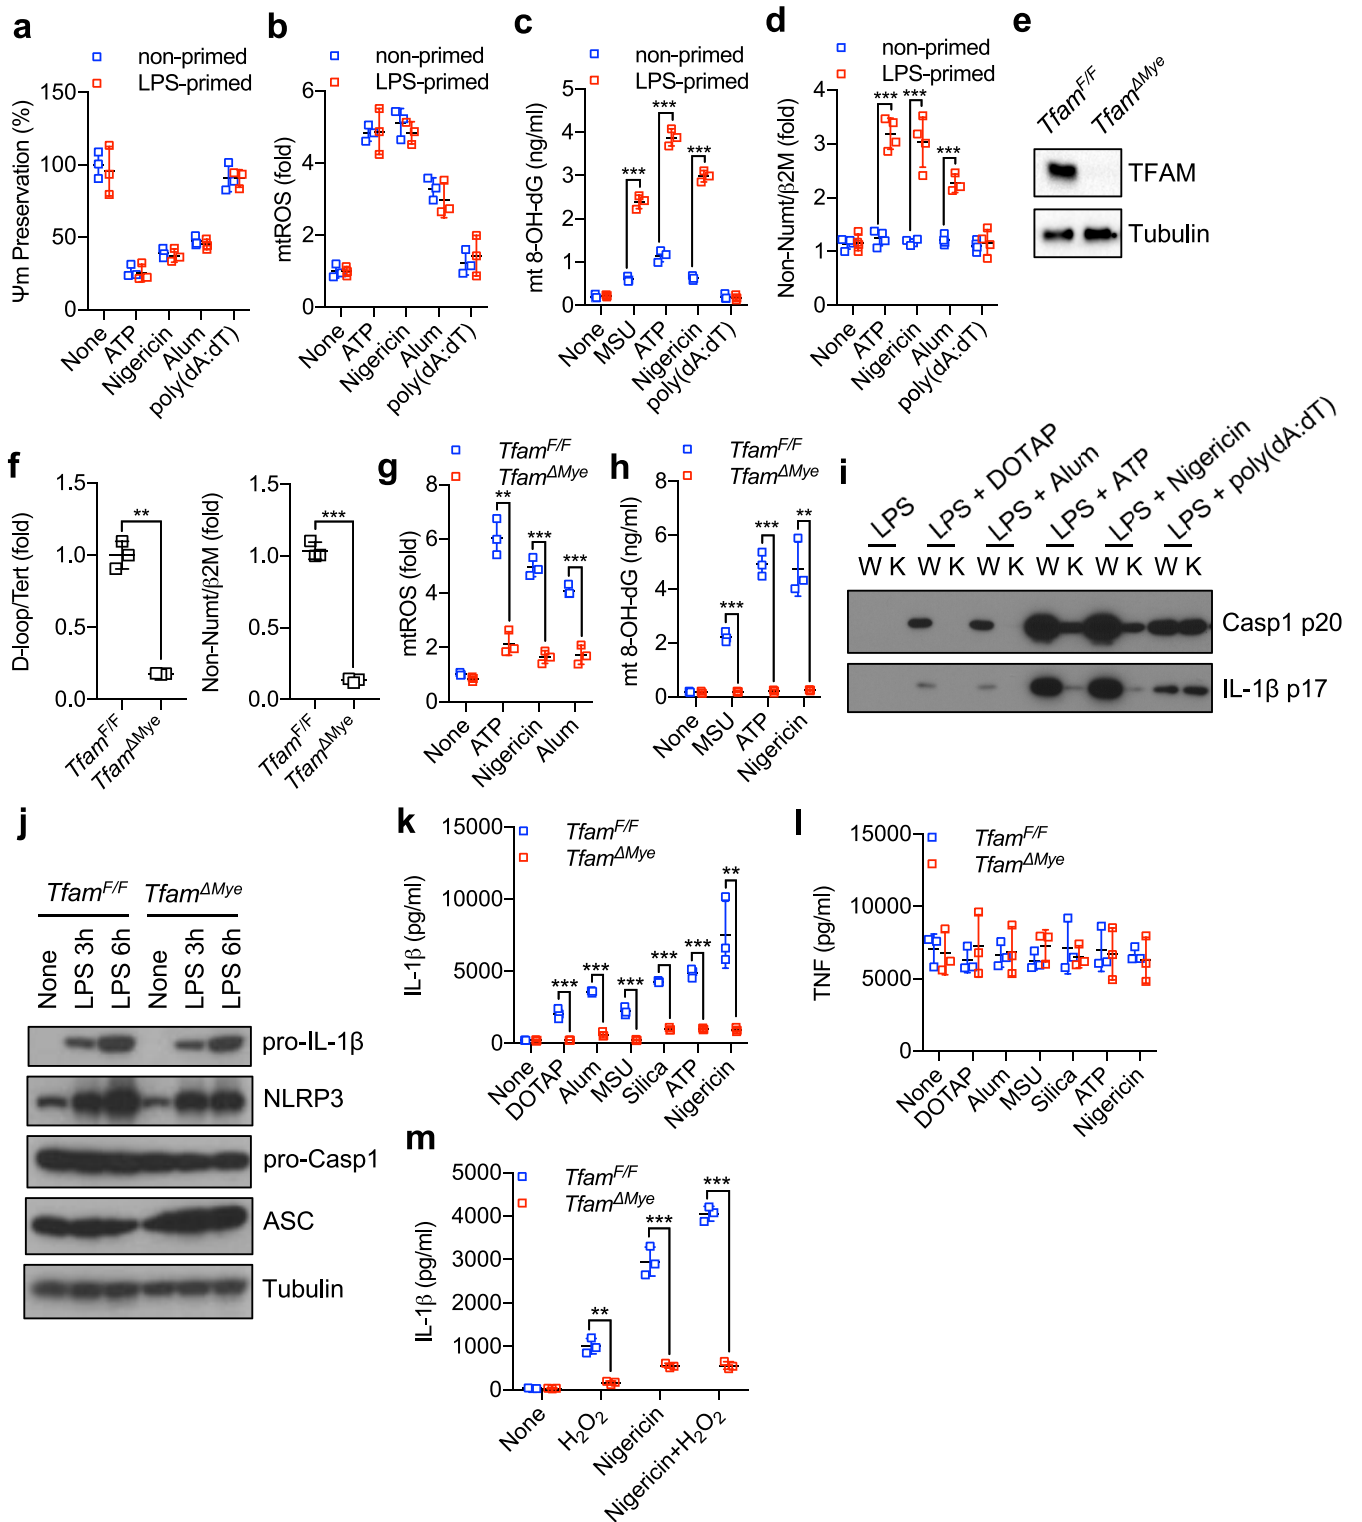 a
non-primed
LPS-primed
Ψm Preservation (%)
150
100
50
0
None
ATP
Nigericin
Alum
poly(dA:dT)
b
non-primed
LPS-primed
mtROS (fold)
6
4
2
0
None
ATP
Nigericin
Alum
poly(dA:dT)
c
non-primed
LPS-primed
mt 8-OH-dG (ng/ml)
5
4
3
2
1
0
***
***
***
None
MSU
ATP
Nigericin
poly(dA:dT)
d
non-primed
LPS-primed
Non-Numt/β2M (fold)
4
3
2
1
0
***
***
***
None
ATP
Nigericin
Alum
poly(dA:dT)
e
Tfam^F/F
Tfam^ΔMye
TFAM
Tubulin
f
D-loop/Tert (fold)
1.5
1.0
0.5
0.0
**
Tfam^F/F
Tfam^ΔMye
Non-Numt/β2M (fold)
1.5
1.0
0.5
0.0
***
Tfam^F/F
Tfam^ΔMye
g
Tfam^F/F
Tfam^ΔMye
mtROS (fold)
8
6
4
2
0
**
***
***
None
ATP
Nigericin
Alum
h
Tfam^F/F
Tfam^ΔMye
mt 8-OH-dG (ng/ml)
8
6
4
2
0
***
***
**
None
MSU
ATP
Nigericin
i
LPS
LPS + DOTAP
LPS + Alum
LPS + ATP
LPS + Nigericin
LPS + poly(dA:dT)
W K W K W K W K W K W K
Casp1 p20
IL-1β p17
j
Tfam^F/F
Tfam^ΔMye
None
LPS 3h
LPS 6h
None
LPS 3h
LPS 6h
pro-IL-1β
NLRP3
pro-Casp1
ASC
Tubulin
k
Tfam^F/F
Tfam^ΔMye
IL-1β (pg/ml)
15000
10000
5000
0
***
***
***
***
***
**
None
DOTAP
Alum
MSU
Silica
ATP
Nigericin
l
Tfam^F/F
Tfam^ΔMye
TNF (pg/ml)
15000
10000
5000
0
None
DOTAP
Alum
MSU
Silica
ATP
Nigericin
m
Tfam^F/F
Tfam^ΔMye
IL-1β (pg/ml)
5000
4000
3000
2000
1000
0
**
***
***
None
H₂O₂
Nigericin
Nigericin+H₂O₂